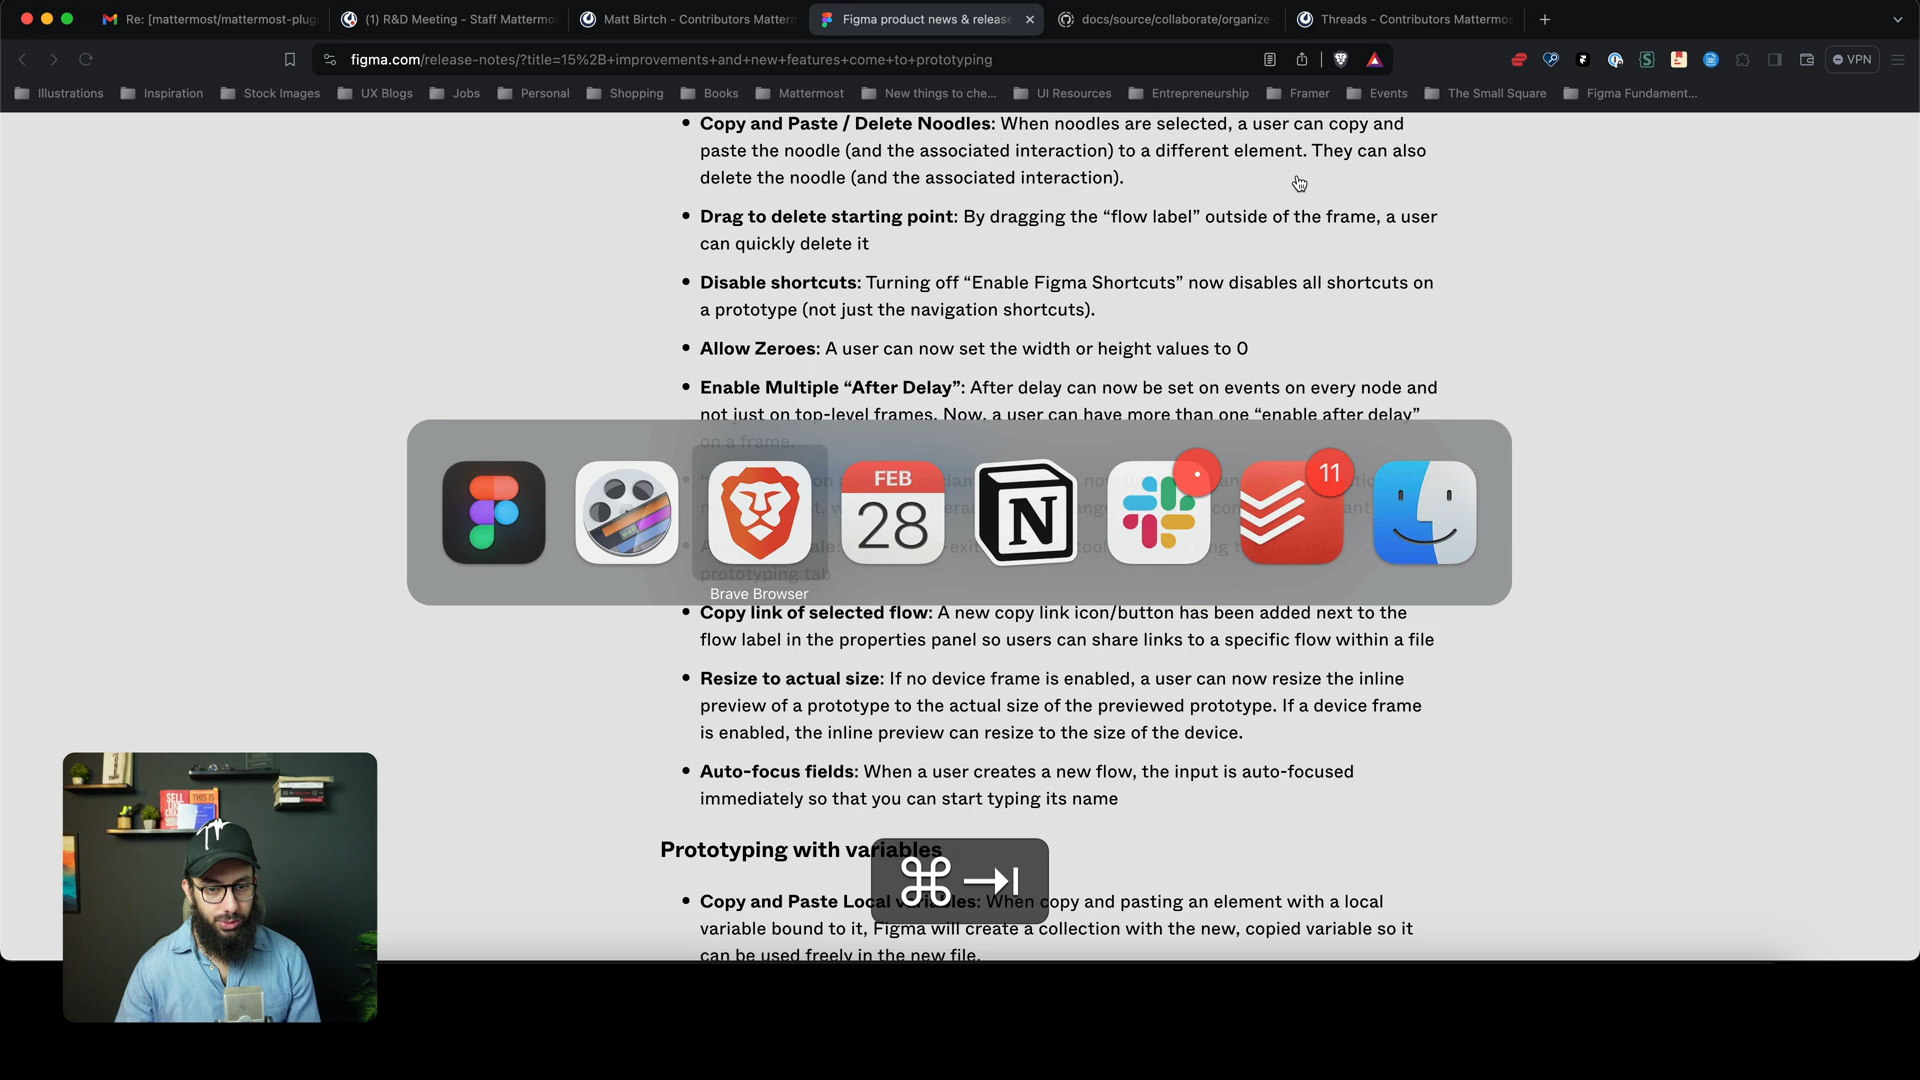 Re: [mattermost/mattermost-plugi
(1) R&D Meeting - Staff Mattermo
Matt Birtch - Contributors Mattern
Figma product news & release
docs/source/collaborate/organize-
Threads - Contributors Mattermos
figma.com/release-notes/?title=15%2B+improvements+and+new+features+come+to+prototyping
VPN
Illustrations
Inspiration
Stock Images
UX Blogs
Jobs
Personal
Shopping
Books
Mattermost
New things to che...
UI Resources
Entrepreneurship
Framer
Events
The Small Square
Figma Fundament...
• Copy and Paste / Delete Noodles: When noodles are selected, a user can copy and
paste the noodle (and the associated interaction) to a different element. They can also
delete the noodle (and the associated interaction).
• Drag to delete starting point: By dragging the “flow label” outside of the frame, a user
can quickly delete it
• Disable shortcuts: Turning off “Enable Figma Shortcuts” now disables all shortcuts on
a prototype (not just the navigation shortcuts).
• Allow Zeroes: A user can now set the width or height values to 0
• Enable Multiple “After Delay”: After delay can now be set on events on every node and
not just on top-level frames. Now, a user can have more than one “enable after delay”
on a frame.
FEB
28
N
11
prototyping tab
Brave Browser
• Copy link of selected flow: A new copy link icon/button has been added next to the
flow label in the properties panel so users can share links to a specific flow within a file
• Resize to actual size: If no device frame is enabled, a user can now resize the inline
preview of a prototype to the actual size of the previewed prototype. If a device frame
is enabled, the inline preview can resize to the size of the device.
• Auto-focus fields: When a user creates a new flow, the input is auto-focused
immediately so that you can start typing its name
Prototyping with variables
⌘ ⇥
• Copy and Paste Local variables: When copy and pasting an element with a local
variable bound to it, Figma will create a collection with the new, copied variable so it
can be used freely in the new file.
SELL
THIS IS